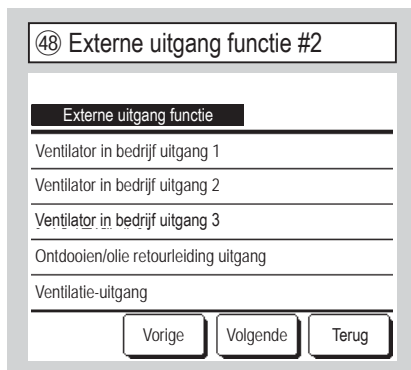 ㊽ Externe uitgang functie #2
Externe uitgang functie
Ventilator in bedrijf uitgang 1
Ventilator in bedrijf uitgang 2
Ventilator in bedrijf uitgang 3
Ontdooien/olie retourleiding uitgang
Ventilatie-uitgang
Vorige Volgende Terug